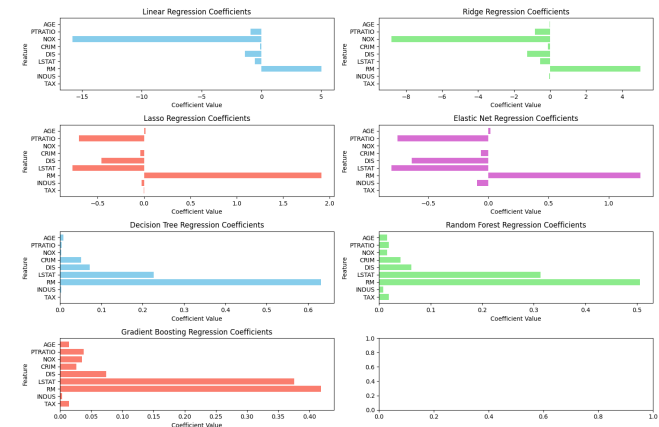 Linear Regression Coefficients
Feature
AGE
PTRATIO
NOX
CRIM
DIS
LSTAT
RM
INDUS
TAX
−15 −10 −5 0 5
Coefficient Value
Ridge Regression Coefficients
Feature
AGE
PTRATIO
NOX
CRIM
DIS
LSTAT
RM
INDUS
TAX
−8 −6 −4 −2 0 2 4
Coefficient Value
Lasso Regression Coefficients
Feature
AGE
PTRATIO
NOX
CRIM
DIS
LSTAT
RM
INDUS
TAX
−0.5 0.0 0.5 1.0 1.5 2.0
Coefficient Value
Elastic Net Regression Coefficients
Feature
AGE
PTRATIO
NOX
CRIM
DIS
LSTAT
RM
INDUS
TAX
−0.5 0.0 0.5 1.0
Coefficient Value
Decision Tree Regression Coefficients
Feature
AGE
PTRATIO
NOX
CRIM
DIS
LSTAT
RM
INDUS
TAX
0.0 0.1 0.2 0.3 0.4 0.5 0.6
Coefficient Value
Random Forest Regression Coefficients
Feature
AGE
PTRATIO
NOX
CRIM
DIS
LSTAT
RM
INDUS
TAX
0.0 0.1 0.2 0.3 0.4 0.5
Coefficient Value
Gradient Boosting Regression Coefficients
Feature
AGE
PTRATIO
NOX
CRIM
DIS
LSTAT
RM
INDUS
TAX
0.00 0.05 0.10 0.15 0.20 0.25 0.30 0.35 0.40
Coefficient Value
1.0
0.8
0.6
0.4
0.2
0.0
0.0 0.2 0.4 0.6 0.8 1.0